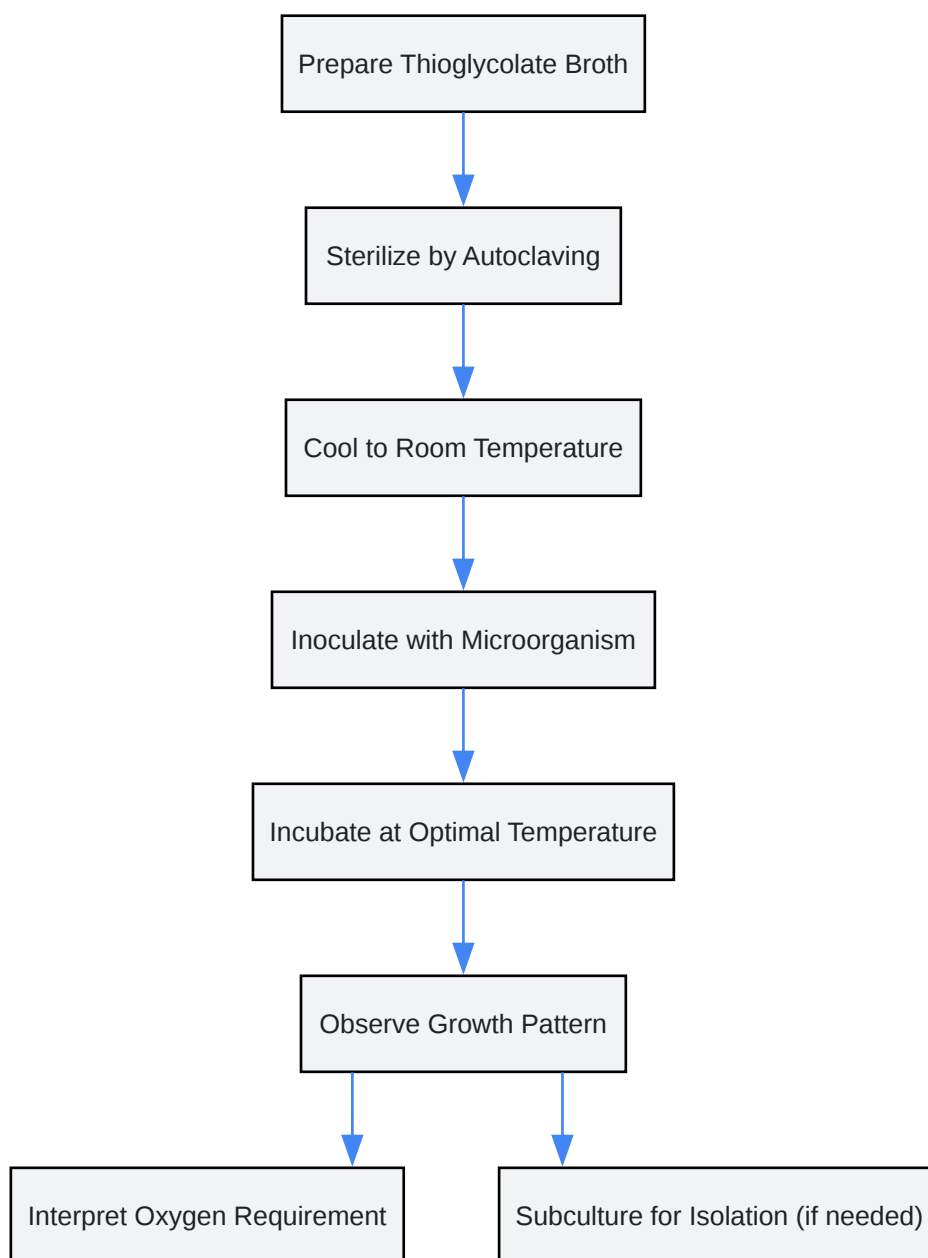 Prepare Thioglycolate Broth
Sterilize by Autoclaving
Cool to Room Temperature
Inoculate with Microorganism
Incubate at Optimal Temperature
Observe Growth Pattern
Interpret Oxygen Requirement
Subculture for Isolation (if needed)